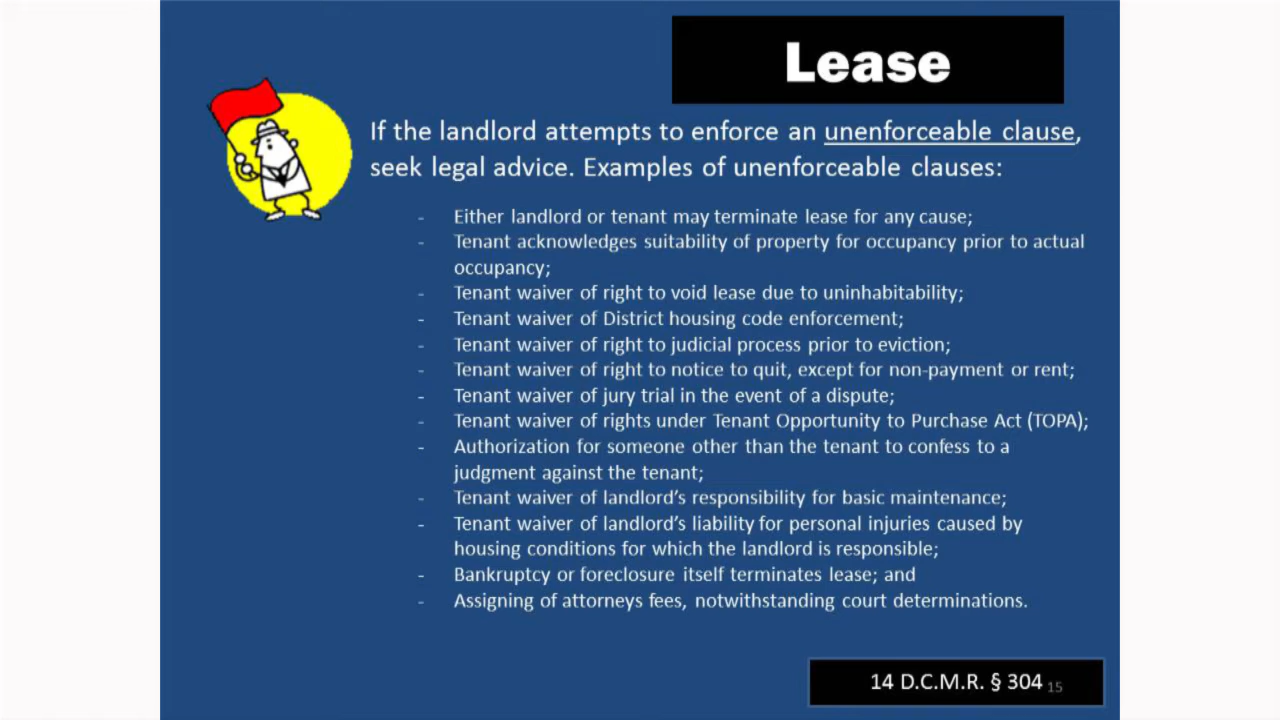 Lease
If the landlord attempts to enforce an unenforceable clause,
seek legal advice. Examples of unenforceable clauses:
- Either landlord or tenant may terminate lease for any cause;
- Tenant acknowledges suitability of property for occupancy prior to actual
occupancy;
- Tenant waiver of right to void lease due to uninhabitability;
- Tenant waiver of District housing code enforcement;
- Tenant waiver of right to judicial process prior to eviction;
- Tenant waiver of right to notice to quit, except for non-payment or rent;
- Tenant waiver of jury trial in the event of a dispute;
- Tenant waiver of rights under Tenant Opportunity to Purchase Act (TOPA);
- Authorization for someone other than the tenant to confess to a
judgment against the tenant;
- Tenant waiver of landlord’s responsibility for basic maintenance;
- Tenant waiver of landlord’s liability for personal injuries caused by
housing conditions for which the landlord is responsible;
- Bankruptcy or foreclosure itself terminates lease; and
- Assigning of attorneys fees, notwithstanding court determinations.
14 D.C.M.R. § 304 15